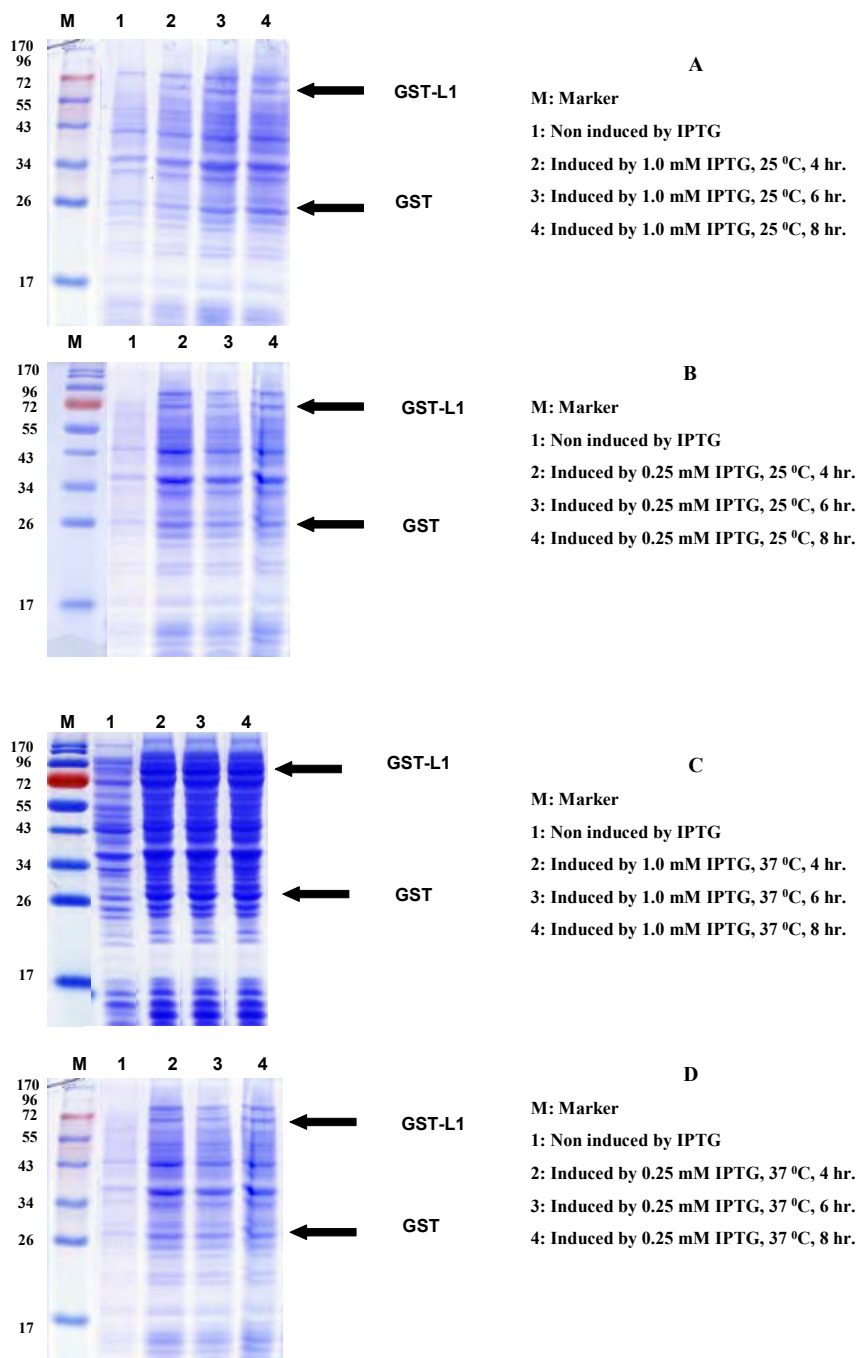 M 1 2 3 4
170
96
72
55
43
34
26
17
GST-L1
GST
A
M: Marker
1: Non induced by IPTG
2: Induced by 1.0 mM IPTG, 25 ⁰C, 4 hr.
3: Induced by 1.0 mM IPTG, 25 ⁰C, 6 hr.
4: Induced by 1.0 mM IPTG, 25 ⁰C, 8 hr.
M 1 2 3 4
170
96
72
55
43
34
26
17
GST-L1
GST
B
M: Marker
1: Non induced by IPTG
2: Induced by 0.25 mM IPTG, 25 ⁰C, 4 hr.
3: Induced by 0.25 mM IPTG, 25 ⁰C, 6 hr.
4: Induced by 0.25 mM IPTG, 25 ⁰C, 8 hr.
M 1 2 3 4
170
96
72
55
43
34
26
17
GST-L1
GST
C
M: Marker
1: Non induced by IPTG
2: Induced by 1.0 mM IPTG, 37 ⁰C, 4 hr.
3: Induced by 1.0 mM IPTG, 37 ⁰C, 6 hr.
4: Induced by 1.0 mM IPTG, 37 ⁰C, 8 hr.
M 1 2 3 4
170
96
72
55
43
34
26
17
GST-L1
GST
D
M: Marker
1: Non induced by IPTG
2: Induced by 0.25 mM IPTG, 37 ⁰C, 4 hr.
3: Induced by 0.25 mM IPTG, 37 ⁰C, 6 hr.
4: Induced by 0.25 mM IPTG, 37 ⁰C, 8 hr.